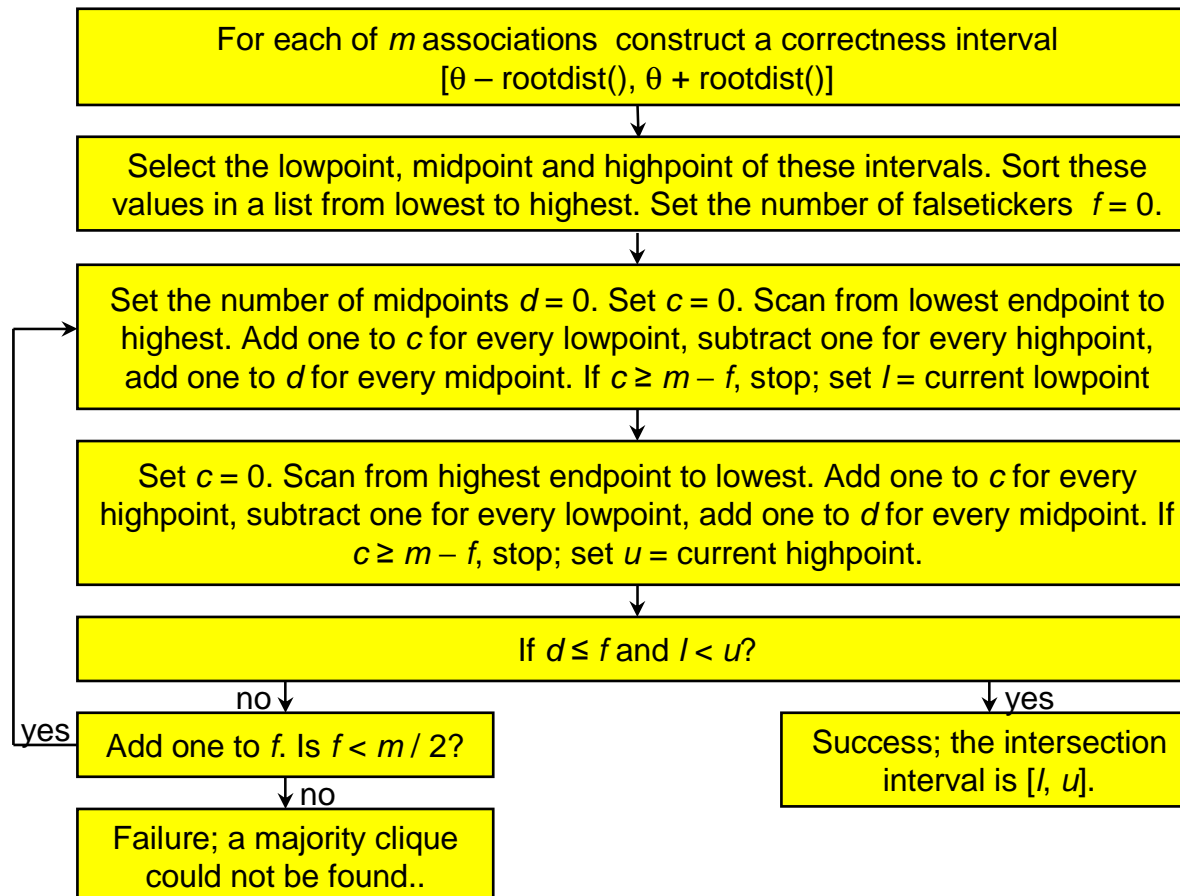 For each of m associations construct a correctness interval
[θ – rootdist(), θ + rootdist()]
Select the lowpoint, midpoint and highpoint of these intervals. Sort these
values in a list from lowest to highest. Set the number of falsetickers f = 0.
Set the number of midpoints d = 0. Set c = 0. Scan from lowest endpoint to
highest. Add one to c for every lowpoint, subtract one for every highpoint,
add one to d for every midpoint. If c ≥ m – f, stop; set l = current lowpoint
Set c = 0. Scan from highest endpoint to lowest. Add one to c for every
highpoint, subtract one for every lowpoint, add one to d for every midpoint. If
c ≥ m – f, stop; set u = current highpoint.
If d ≤ f and l < u?
no
yes
yes
Add one to f. Is f < m / 2?
Success; the intersection
interval is [l, u].
no
Failure; a majority clique
could not be found..